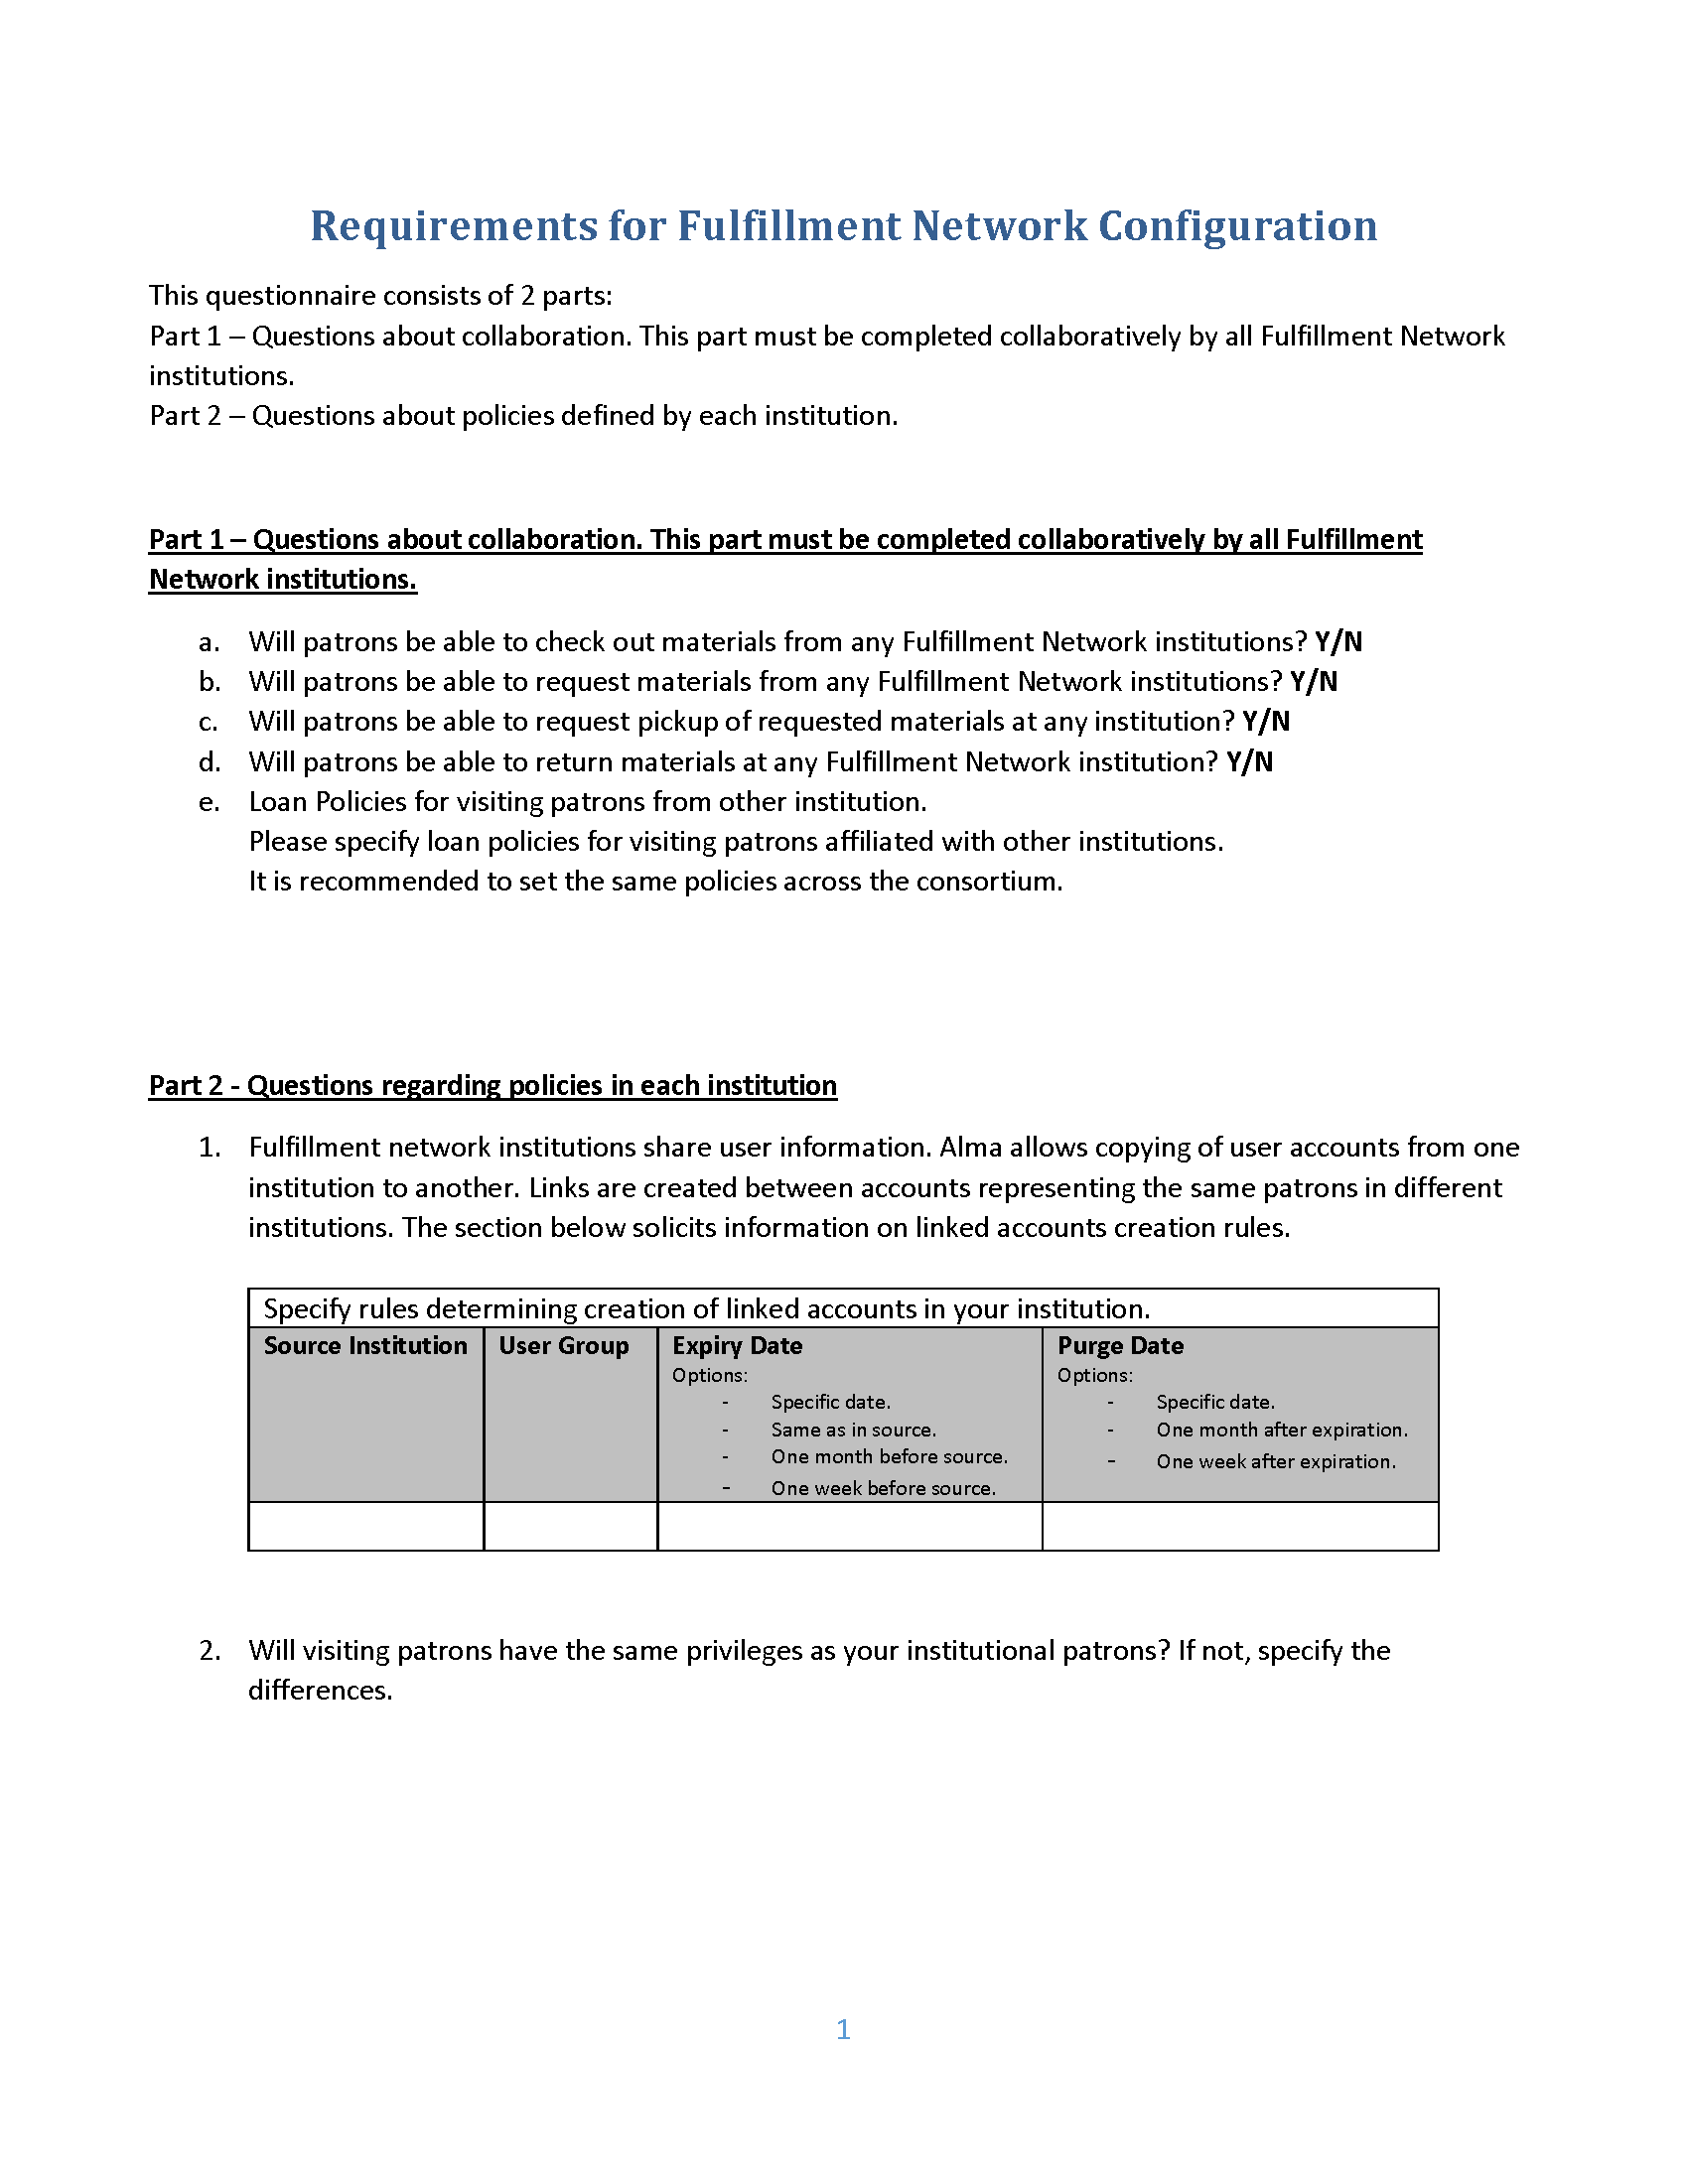 Requirements for Fulfillment Network Configuration
This questionnaire consists of 2 parts:
Part 1 – Questions about collaboration. This part must be completed collaboratively by all Fulfillment Network
institutions.
Part 2 – Questions about policies defined by each institution.
Part 1 – Questions about collaboration. This part must be completed collaboratively by all Fulfillment
Network institutions.
a. Will patrons be able to check out materials from any Fulfillment Network institutions? Y/N
b. Will patrons be able to request materials from any Fulfillment Network institutions? Y/N
c. Will patrons be able to request pickup of requested materials at any institution? Y/N
d. Will patrons be able to return materials at any Fulfillment Network institution? Y/N
e. Loan Policies for visiting patrons from other institution.
Please specify loan policies for visiting patrons affiliated with other institutions.
It is recommended to set the same policies across the consortium.
Part 2 - Questions regarding policies in each institution
1. Fulfillment network institutions share user information. Alma allows copying of user accounts from one
institution to another. Links are created between accounts representing the same patrons in different
institutions. The section below solicits information on linked accounts creation rules.
Specify rules determining creation of linked accounts in your institution.
Source Institution
User Group
Expiry Date
Options:
- Specific date.
- Same as in source.
- One month before source.
- One week before source.
Purge Date
Options:
- Specific date.
- One month after expiration.
- One week after expiration.
2. Will visiting patrons have the same privileges as your institutional patrons? If not, specify the
differences.
1